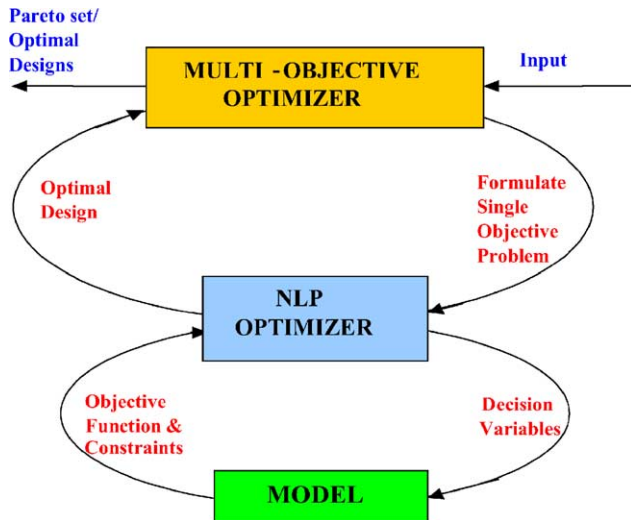 Pareto set/
Optimal
Designs
MULTI -OBJECTIVE
OPTIMIZER
Input
Optimal
Design
Formulate
Single
Objective
Problem
NLP
OPTIMIZER
Objective
Function &
Constraints
Decision
Variables
MODEL